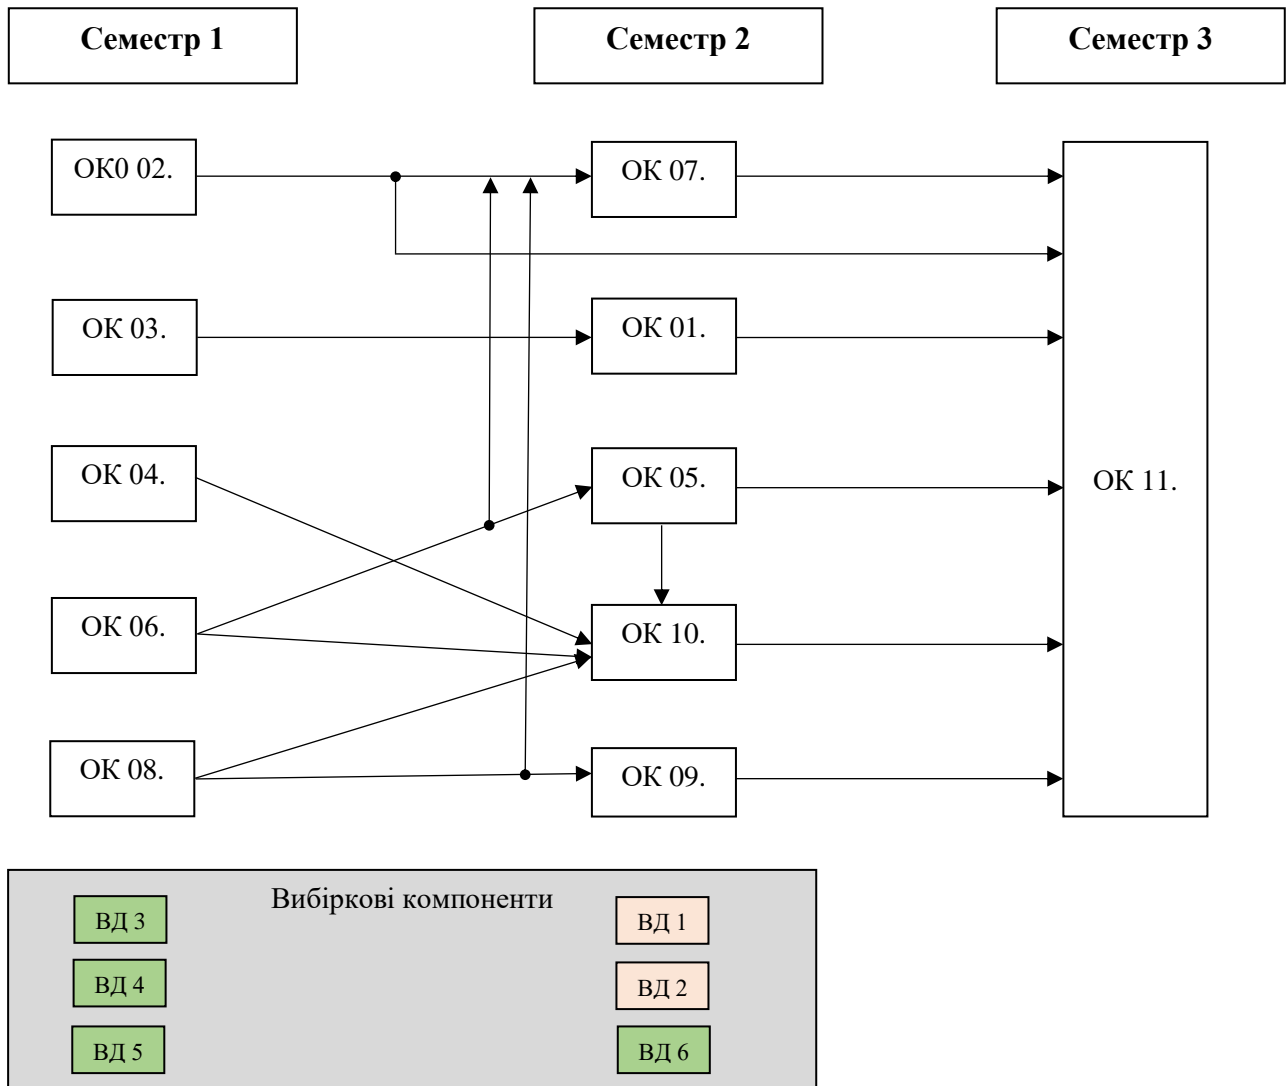 Семестр 1
Семестр 2
Семестр 3
ОК0 02.
ОК 07.
ОК 03.
ОК 01.
ОК 04.
ОК 05.
ОК 11.
ОК 06.
ОК 10.
ОК 08.
ОК 09.
Вибіркові компоненти
ВД 3
ВД 1
ВД 4
ВД 2
ВД 5
ВД 6